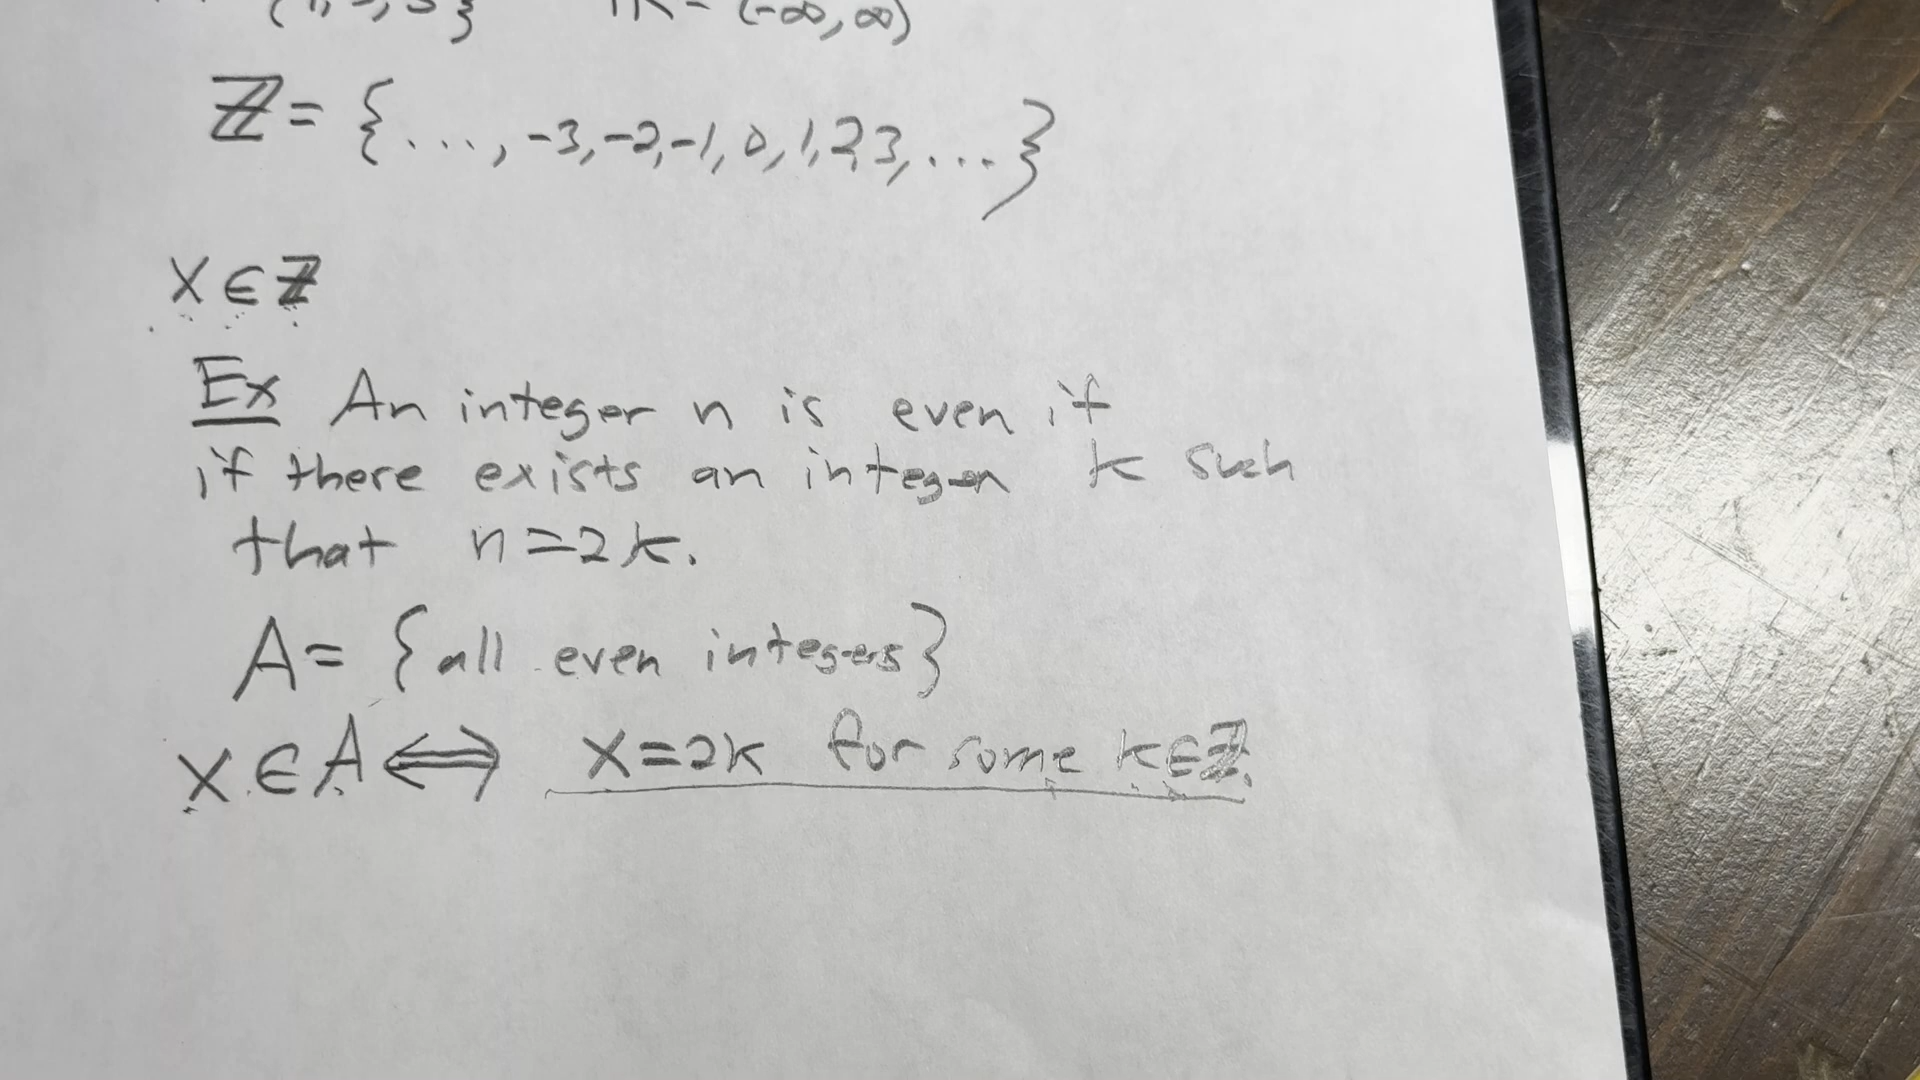 ℝ = (-∞, ∞)
ℤ = {..., -3, -2, -1, 0, 1, 2, 3, ...}
x ∈ ℤ
Ex An integer n is even if
if there exists an integer k such
that n = 2k.
A = {all even integers}
x ∈ A ⟺ x = 2k for some k ∈ ℤ.